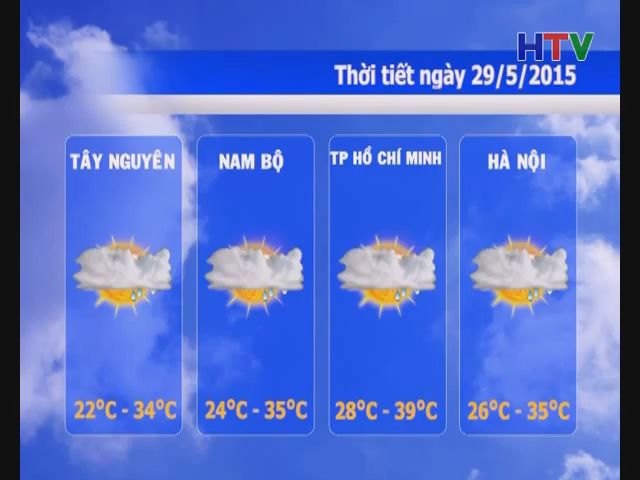 HTV
Thời tiết ngày 29/5/2015
TÂY NGUYÊN
22°C - 34°C
NAM BỘ
24°C - 35°C
TP HỒ CHÍ MINH
28°C - 39°C
HÀ NỘI
26°C - 35°C